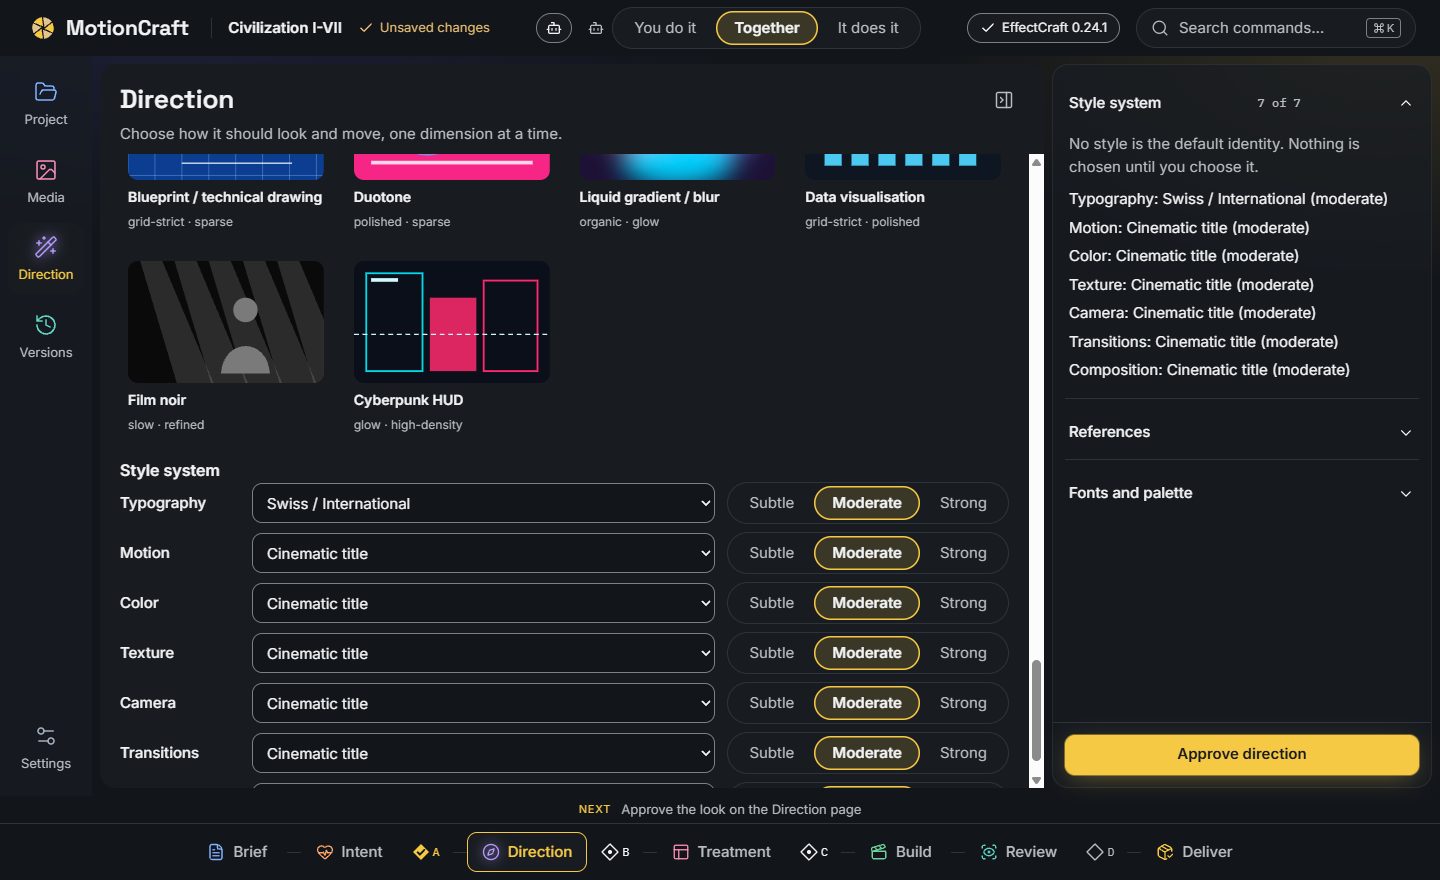 MotionCraft
Civilization I-VII
Unsaved changes
You do it
Together
It does it
EffectCraft 0.24.1
Search commands...
⌘K
Project
Media
Direction
Versions
Settings
Direction
Choose how it should look and move, one dimension at a time.
Blueprint / technical drawing
grid-strict · sparse
Duotone
polished · sparse
Liquid gradient / blur
organic · glow
Data visualisation
grid-strict · polished
Film noir
slow · refined
Cyberpunk HUD
glow · high-density
Style system
Typography
Swiss / International
Subtle
Moderate
Strong
Motion
Cinematic title
Subtle
Moderate
Strong
Color
Cinematic title
Subtle
Moderate
Strong
Texture
Cinematic title
Subtle
Moderate
Strong
Camera
Cinematic title
Subtle
Moderate
Strong
Transitions
Cinematic title
Subtle
Moderate
Strong
Style system
7 of 7
No style is the default identity. Nothing is
chosen until you choose it.
Typography: Swiss / International (moderate)
Motion: Cinematic title (moderate)
Color: Cinematic title (moderate)
Texture: Cinematic title (moderate)
Camera: Cinematic title (moderate)
Transitions: Cinematic title (moderate)
Composition: Cinematic title (moderate)
References
Fonts and palette
Approve direction
NEXT Approve the look on the Direction page
Brief
Intent
A
Direction
B
Treatment
C
Build
Review
D
Deliver